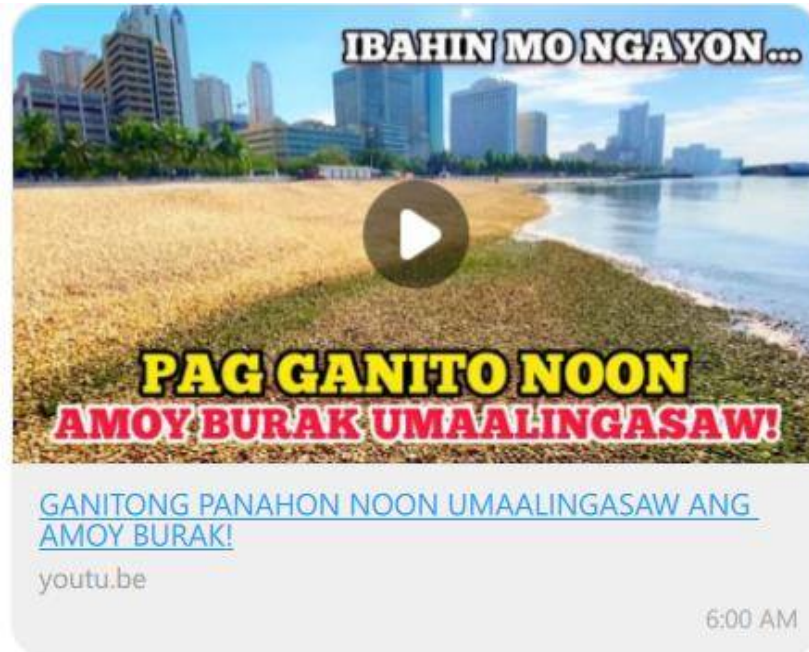 IBAHIN MO NGAYON...
PAG GANITO NOON
AMOY BURAK UMAALINGASAW!
GANITONG PANAHON NOON UMAALINGASAW ANG
AMOY BURAK!
youtu.be
6:00 AM